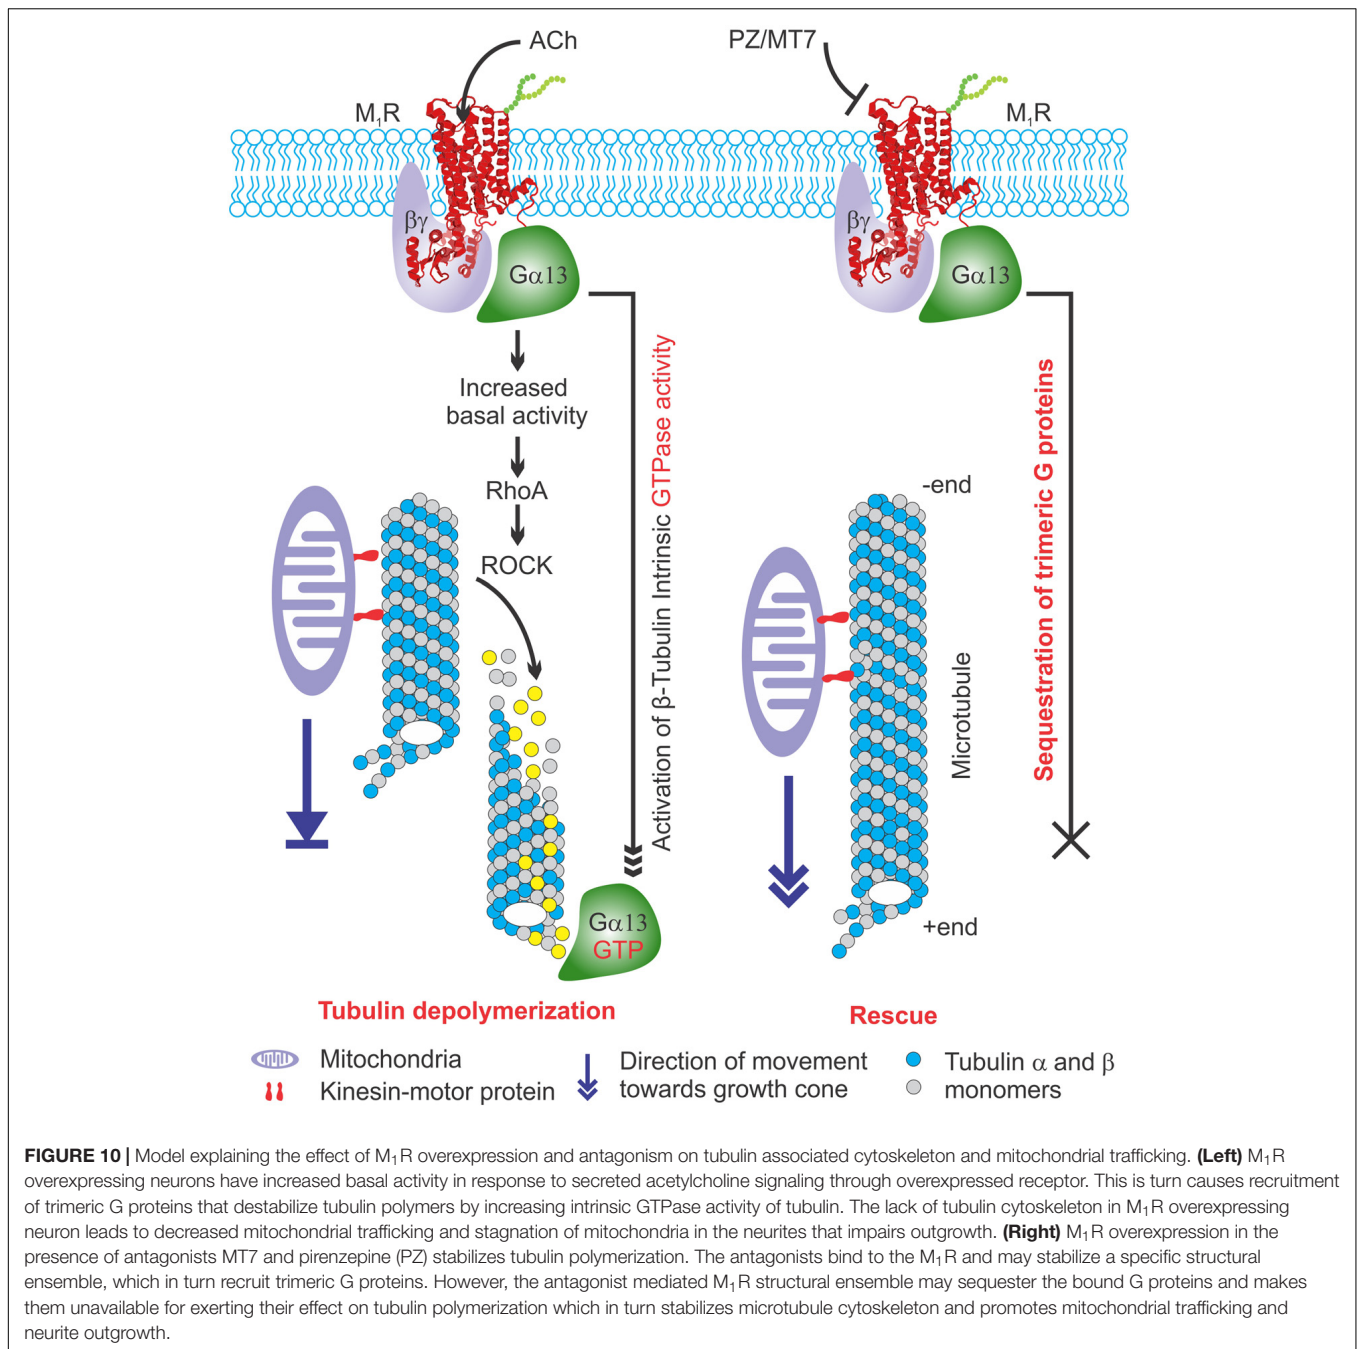 ACh
PZ/MT7
M₁R
M₁R
βγ
Gα13
βγ
Gα13
Increased
basal activity
RhoA
ROCK
Activation of β-Tubulin Intrinsic GTPase activity
Sequestration of trimeric G proteins
-end
Microtubule
+end
Gα13
GTP
Tubulin depolymerization
Rescue
Mitochondria
Kinesin-motor protein
Direction of movement
towards growth cone
Tubulin α and β
monomers
FIGURE 10 | Model explaining the effect of M₁R overexpression and antagonism on tubulin associated cytoskeleton and mitochondrial trafficking. (Left) M₁R
overexpressing neurons have increased basal activity in response to secreted acetylcholine signaling through overexpressed receptor. This is turn causes recruitment
of trimeric G proteins that destabilize tubulin polymers by increasing intrinsic GTPase activity of tubulin. The lack of tubulin cytoskeleton in M₁R overexpressing
neuron leads to decreased mitochondrial trafficking and stagnation of mitochondria in the neurites that impairs outgrowth. (Right) M₁R overexpression in the
presence of antagonists MT7 and pirenzepine (PZ) stabilizes tubulin polymerization. The antagonists bind to the M₁R and may stabilize a specific structural
ensemble, which in turn recruit trimeric G proteins. However, the antagonist mediated M₁R structural ensemble may sequester the bound G proteins and makes
them unavailable for exerting their effect on tubulin polymerization which in turn stabilizes microtubule cytoskeleton and promotes mitochondrial trafficking and
neurite outgrowth.